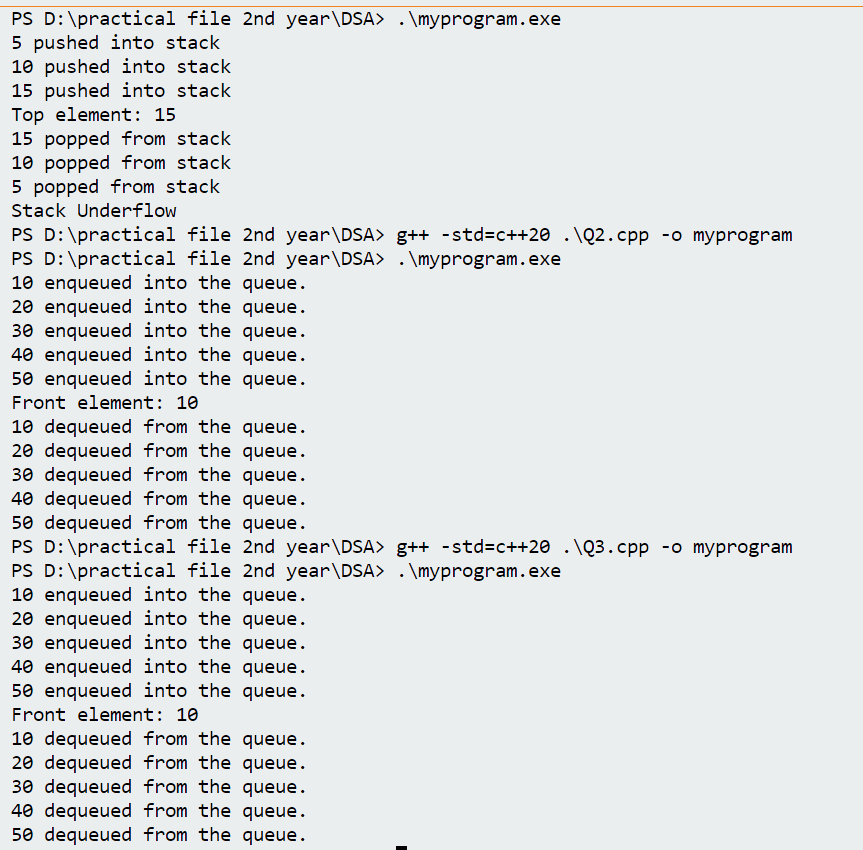 PS D:\practical file 2nd year\DSA> .\myprogram.exe
5 pushed into stack
10 pushed into stack
15 pushed into stack
Top element: 15
15 popped from stack
10 popped from stack
5 popped from stack
Stack Underflow
PS D:\practical file 2nd year\DSA> g++ -std=c++20 .\Q2.cpp -o myprogram
PS D:\practical file 2nd year\DSA> .\myprogram.exe
10 enqueued into the queue.
20 enqueued into the queue.
30 enqueued into the queue.
40 enqueued into the queue.
50 enqueued into the queue.
Front element: 10
10 dequeued from the queue.
20 dequeued from the queue.
30 dequeued from the queue.
40 dequeued from the queue.
50 dequeued from the queue.
PS D:\practical file 2nd year\DSA> g++ -std=c++20 .\Q3.cpp -o myprogram
PS D:\practical file 2nd year\DSA> .\myprogram.exe
10 enqueued into the queue.
20 enqueued into the queue.
30 enqueued into the queue.
40 enqueued into the queue.
50 enqueued into the queue.
Front element: 10
10 dequeued from the queue.
20 dequeued from the queue.
30 dequeued from the queue.
40 dequeued from the queue.
50 dequeued from the queue.